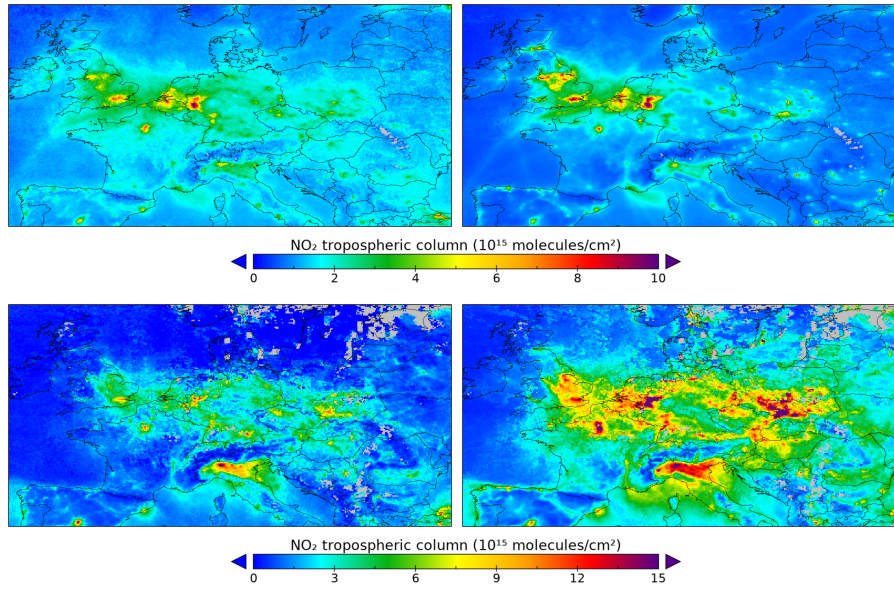 NO₂ tropospheric column (10¹⁵ molecules/cm²)
0 2 4 6 8 10
NO₂ tropospheric column (10¹⁵ molecules/cm²)
0 3 6 9 12 15